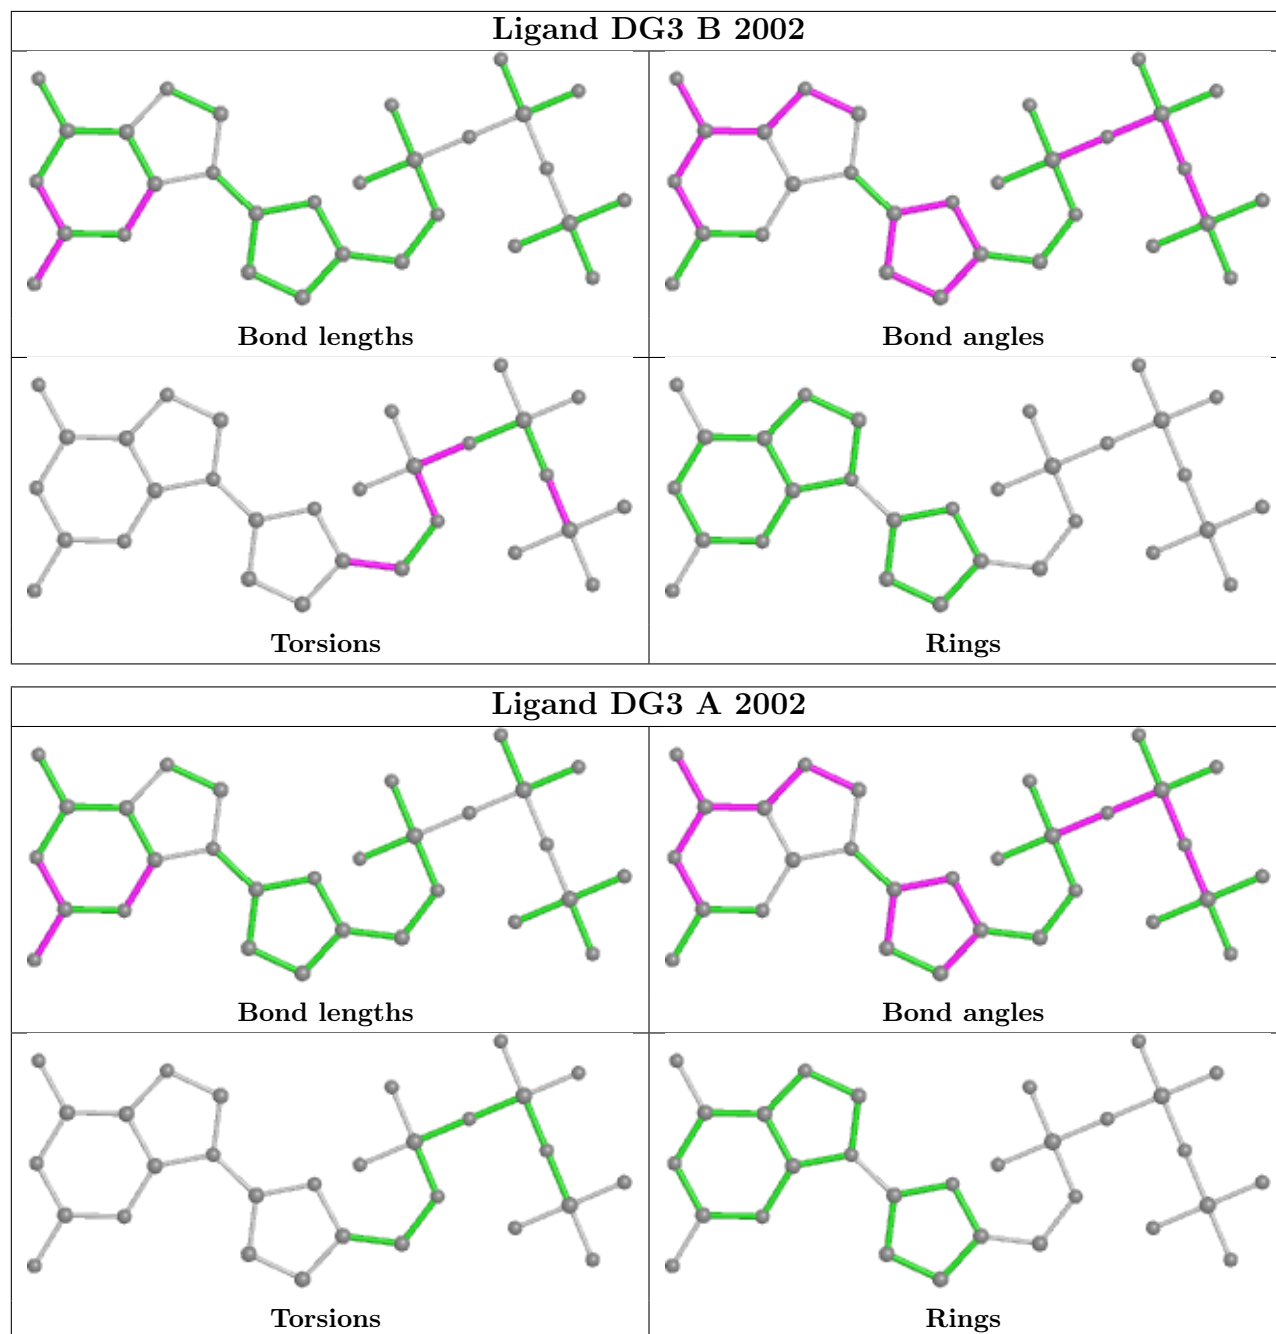 Ligand DG3 B 2002
Bond lengths
Bond angles
Torsions
Rings
Ligand DG3 A 2002
Bond lengths
Bond angles
Torsions
Rings